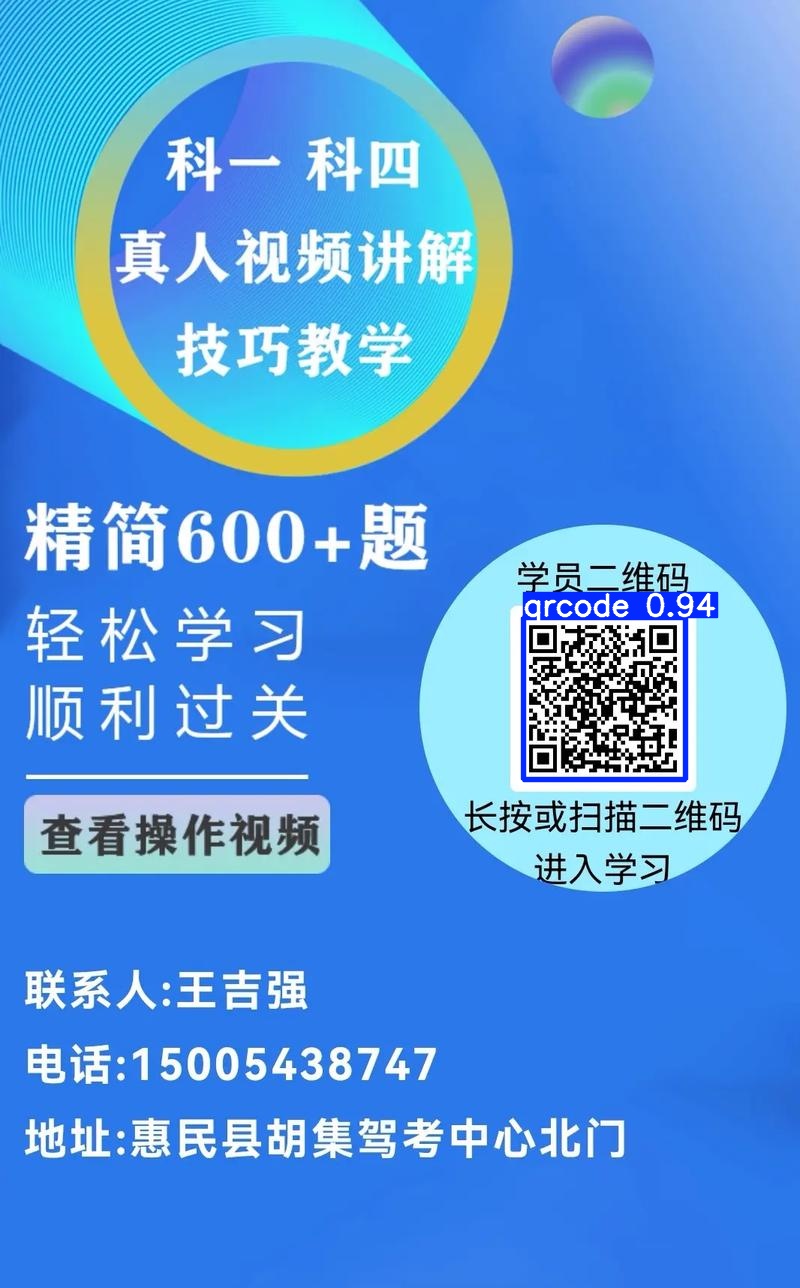 科一 科四
真人视频讲解
技巧教学
精简600+题
轻松学习
顺利过关
查看操作视频
学员二维码
qrcode 0.94
长按或扫描二维码
进入学习
联系人:王吉强
电话:15005438747
地址:惠民县胡集驾考中心北门